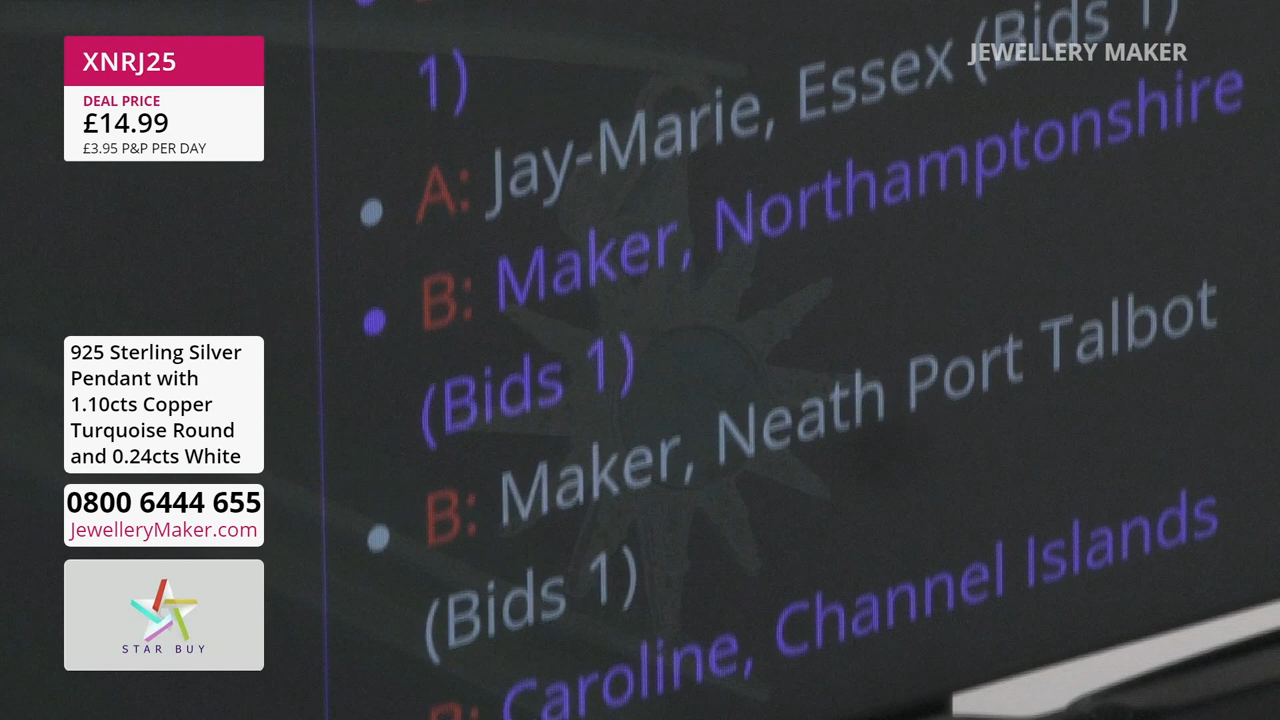 XNRJ25
DEAL PRICE
£14.99
£3.95 P&P PER DAY
925 Sterling Silver
Pendant with
1.10cts Copper
Turquoise Round
and 0.24cts White
0800 6444 655
JewelleryMaker.com
STAR BUY
JEWELLERY MAKER
1)
A: Jay-Marie, Essex (Bids 1)
B: Maker, Northamptonshire
(Bids 1)
B: Maker, Neath Port Talbot
(Bids 1)
B: Caroline, Channel Islands